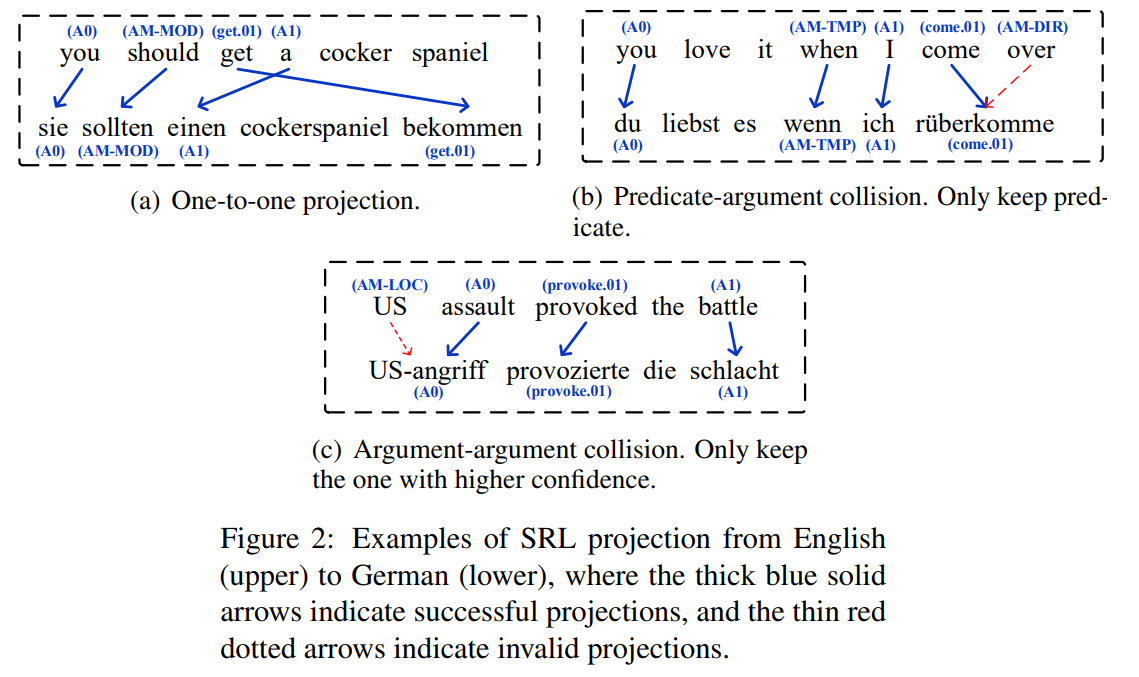 (A0) (AM-MOD) (get.01) (A1)
you should get a cocker spaniel
sie sollten einen cockerspaniel bekommen
(A0) (AM-MOD) (A1) (get.01)
(a) One-to-one projection.
(A0) (AM-TMP) (A1) (come.01) (AM-DIR)
you love it when I come over
du liebst es wenn ich rüberkomme
(A0) (AM-TMP) (A1) (come.01)
(b) Predicate-argument collision. Only keep pred-
icate.
(AM-LOC) (A0) (provoke.01) (A1)
US assault provoked the battle
US-angriff provozierte die schlacht
(A0) (provoke.01) (A1)
(c) Argument-argument collision. Only keep
the one with higher confidence.
Figure 2: Examples of SRL projection from English
(upper) to German (lower), where the thick blue solid
arrows indicate successful projections, and the thin red
dotted arrows indicate invalid projections.